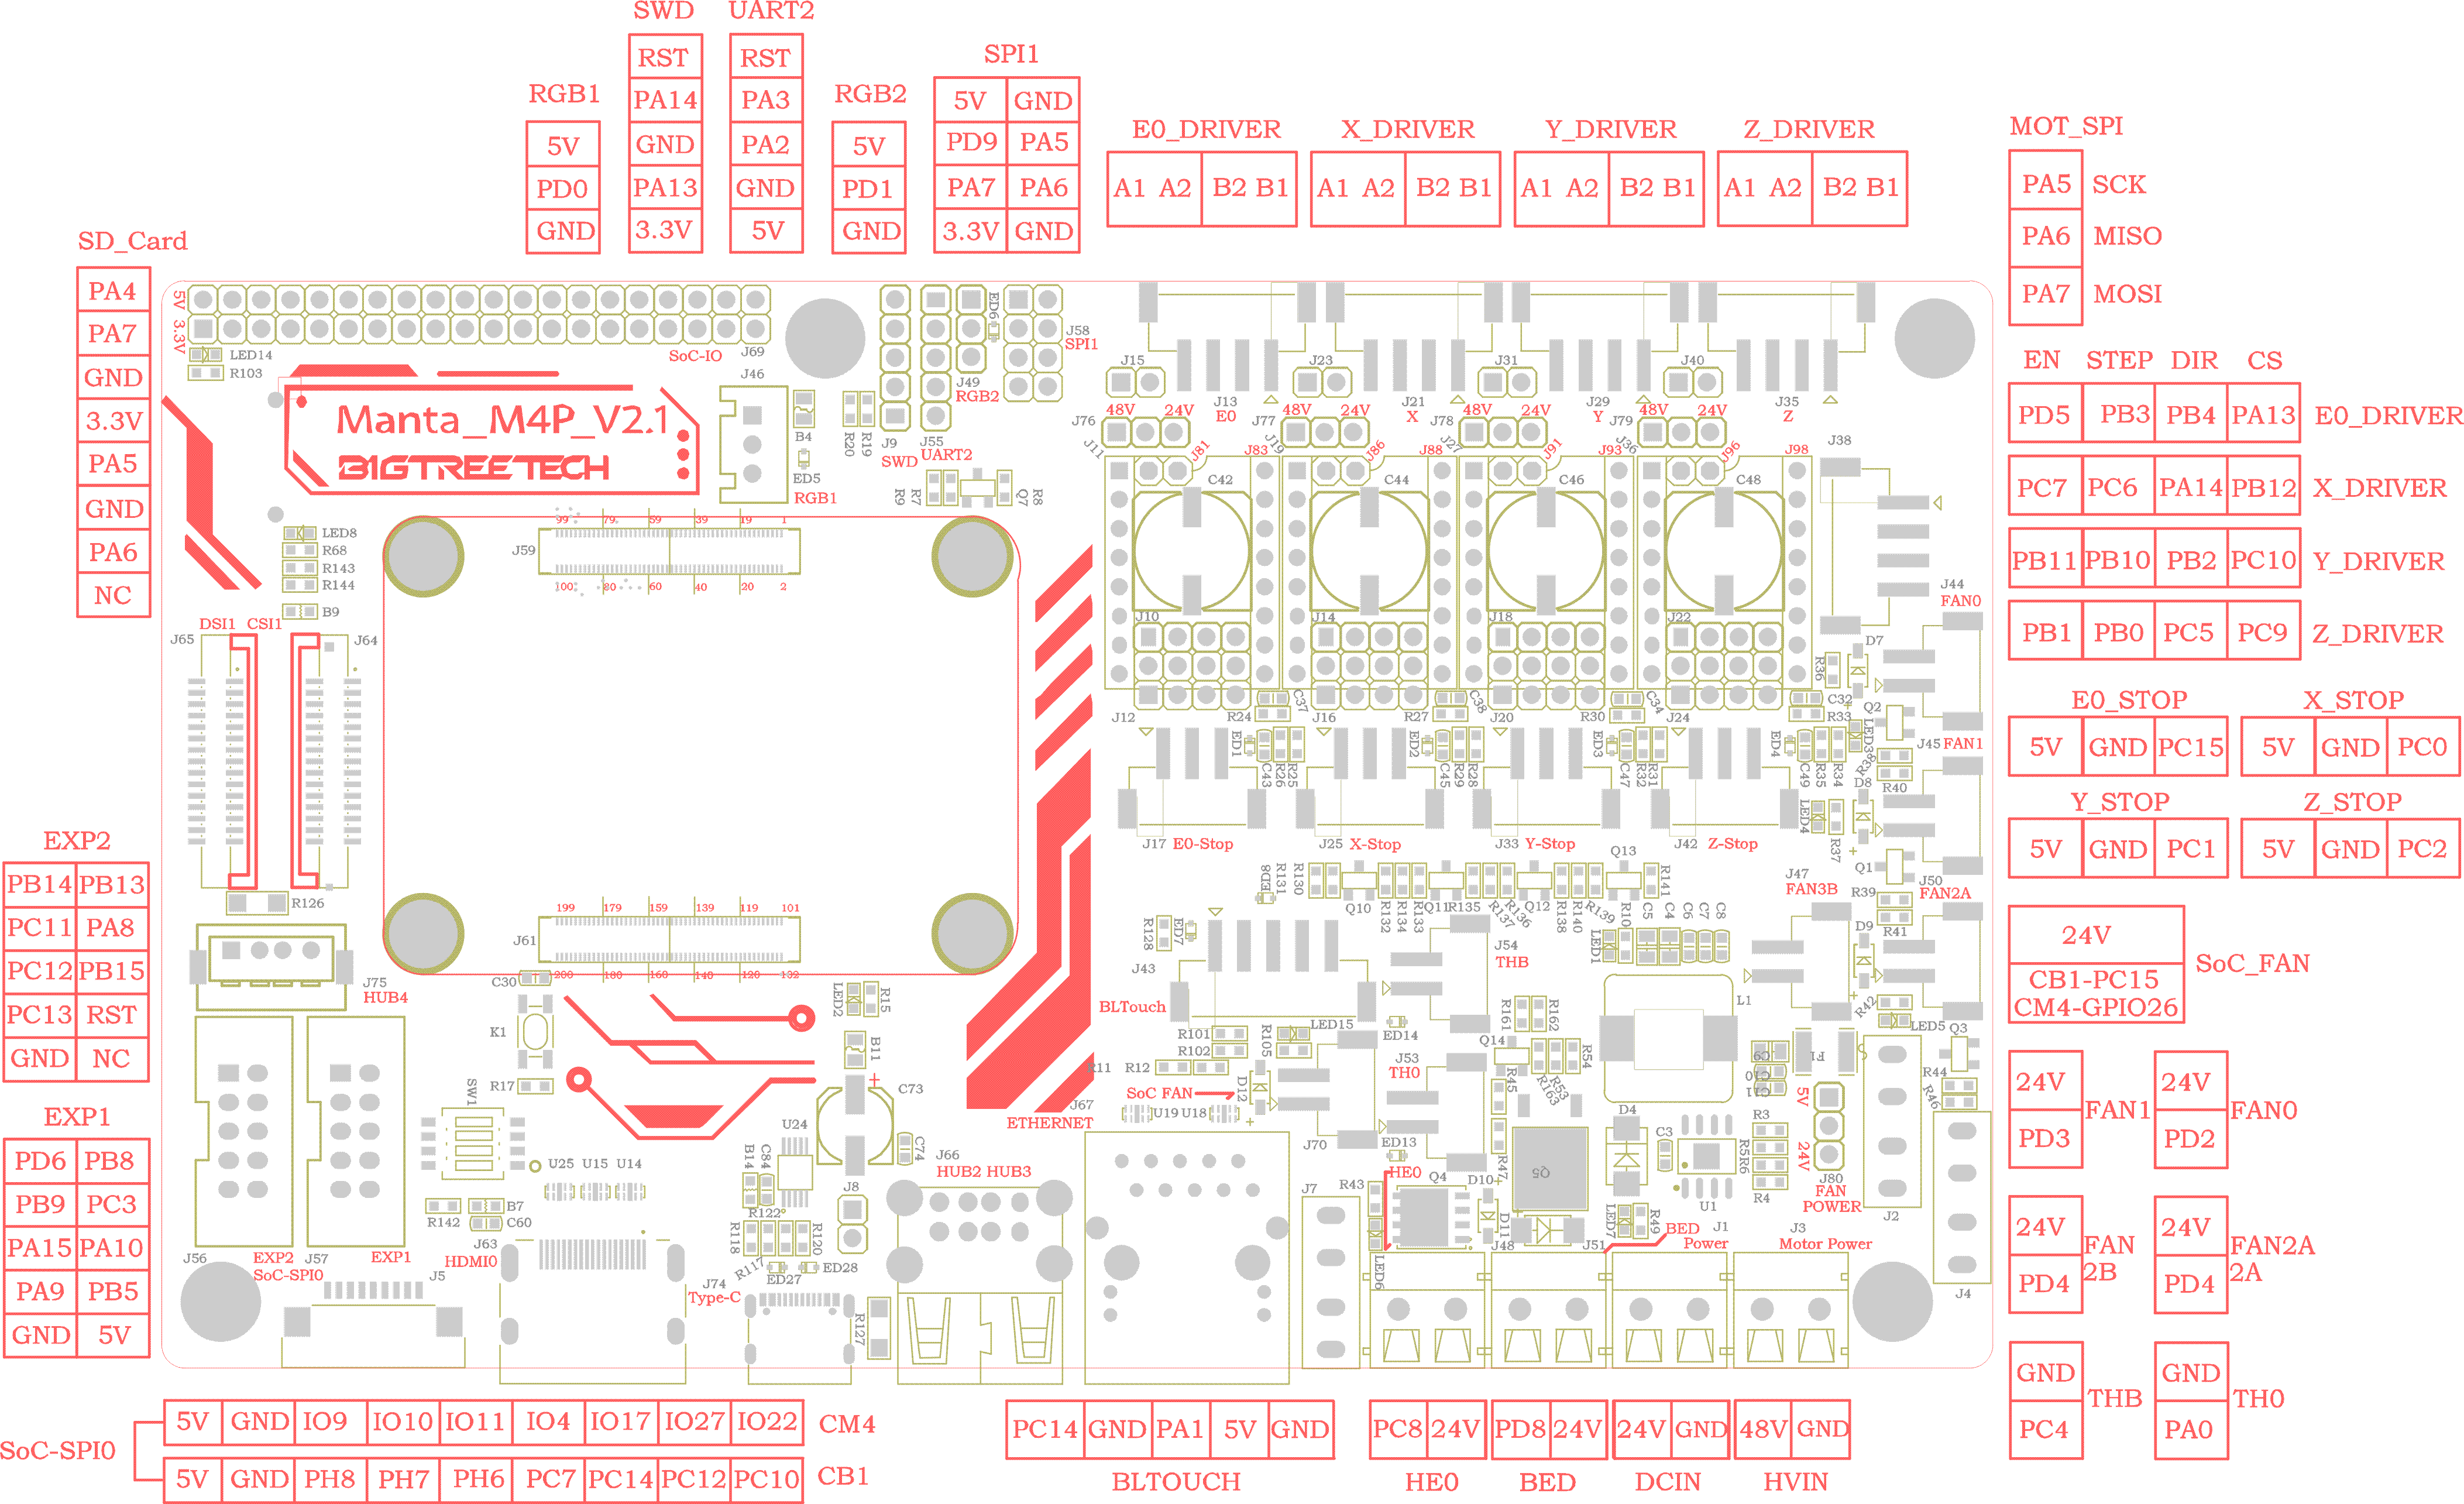 SWD UART2
RST RST
SPI1
RGB1 PA14 PA3 RGB2 5V GND
5V GND PA2 5V PD9 PA5
PD0 PA13 GND PD1 PA7 PA6
GND 3.3V 5V GND 3.3V GND
E0_DRIVER X_DRIVER Y_DRIVER Z_DRIVER
A1 A2 B2 B1 A1 A2 B2 B1 A1 A2 B2 B1 A1 A2 B2 B1
MOT_SPI
PA5 SCK
PA6 MISO
PA7 MOSI
SD_Card
PA4
PA7
GND
3.3V
PA5
GND
PA6
NC
5V 3.3V
LED14
R103
SoC-IO
J69
J46
Manta_M4P_V2.1
BIGTREETECH
B4
ED5
RGB1
R20 R19
J9
SWD
J55
UART2
ED6
J49
RGB2
J58
SPI1
R9 R7 Q7 R8
J15 J23 J31 J40
J13 J21 J29 J35
E0 X Y Z
J76 48V 24V J77 48V 24V J78 48V 24V J79 48V 24V
J11 J81 J83 J19 J86 J88 J27 J91 J93 J36 J96 J98
J38
C42 C44 C46 C48
EN STEP DIR CS
PD5 PB3 PB4 PA13 E0_DRIVER
PC7 PC6 PA14 PB12 X_DRIVER
PB11 PB10 PB2 PC10 Y_DRIVER
PB1 PB0 PC5 PC9 Z_DRIVER
LED8
R68
R143
R144
B9
J59
99 79 59 39 19 1
100 80 60 40 20 2
DSI1 CSI1
J65 J64
J10 J14 J18 J22
J44
FAN0
D7
R36
C32
R33
Q2
LED3
R38
J45 FAN1
D8
R40
J12 R24 C37 J16 R27 C38 J20 R30 C34 J24
ED1 C43 R26 R25 ED2 C45 R29 R28 ED3 C47 R32 R31 ED4 C49 R35 R34
LED4
R37
Q1
J17 E0-Stop J25 X-Stop J33 Y-Stop J42 Z-Stop
E0_STOP X_STOP
5V GND PC15 5V GND PC0
Y_STOP Z_STOP
5V GND PC1 5V GND PC2
EXP2
PB14 PB13
PC11 PA8
PC12 PB15
PC13 RST
GND NC
R126
J75
HUB4
J61
199 179 159 139 119 101
200 180 160 140 120 132
C30
K1
R17
LED2
R15
B11
ED8 R131 R130
Q10 R132 R134 R133 Q11 R135 R137 R136 Q12 R138 R140 R139 Q13 R141
R10 C5 C4 C6 C7 C8
LED1
J47
FAN3B
R39
J50
FAN2A
R41
D9
R128 ED7
J43
BLTouch
J54
THB
L1
R42
LED5
Q3
24V
CB1-PC15
CM4-GPIO26
SoC_FAN
R101
R102
R105
LED15
ED14
R161 R162
Q14
R54 R53 R163
R45
J53
TH0
R11 R12
SoC FAN
D12
U19 U18
C9
C10
C11
F1
R44
R46
J67
ETHERNET
C73
C74
U24
B14 C84
SW1
U25 U15 U14
J66
HUB2 HUB3
J8
J70
ED13
HE0
R43
Q4
R47
D10
D11
Q5
D4
C3
R3
R5 R6
R4
U1
5V
24V
J80
FAN
POWER
J2
J7
LED6
J48
J51
LED7
R49
BED
J1
Power
J3
Motor Power
J4
24V 24V
FAN1 FAN0
PD3 PD2
24V 24V
FAN
2B FAN2A
2A
PD4 PD4
GND GND
THB TH0
PC4 PA0
EXP1
PD6 PB8
PB9 PC3
PA15 PA10
PA9 PB5
GND 5V
R142 B7
C60
J56
EXP2
SoC-SPI0
J57
EXP1
J5
J63
HDMI0
R122
R118
R120
R117
ED27
ED28
J74
Type-C
R127
SoC-SPI0
5V GND IO9 IO10 IO11 IO4 IO17 IO27 IO22 CM4
5V GND PH8 PH7 PH6 PC7 PC14 PC12 PC10 CB1
PC14 GND PA1 5V GND
BLTOUCH
PC8 24V PD8 24V 24V GND 48V GND
HE0 BED DCIN HVIN